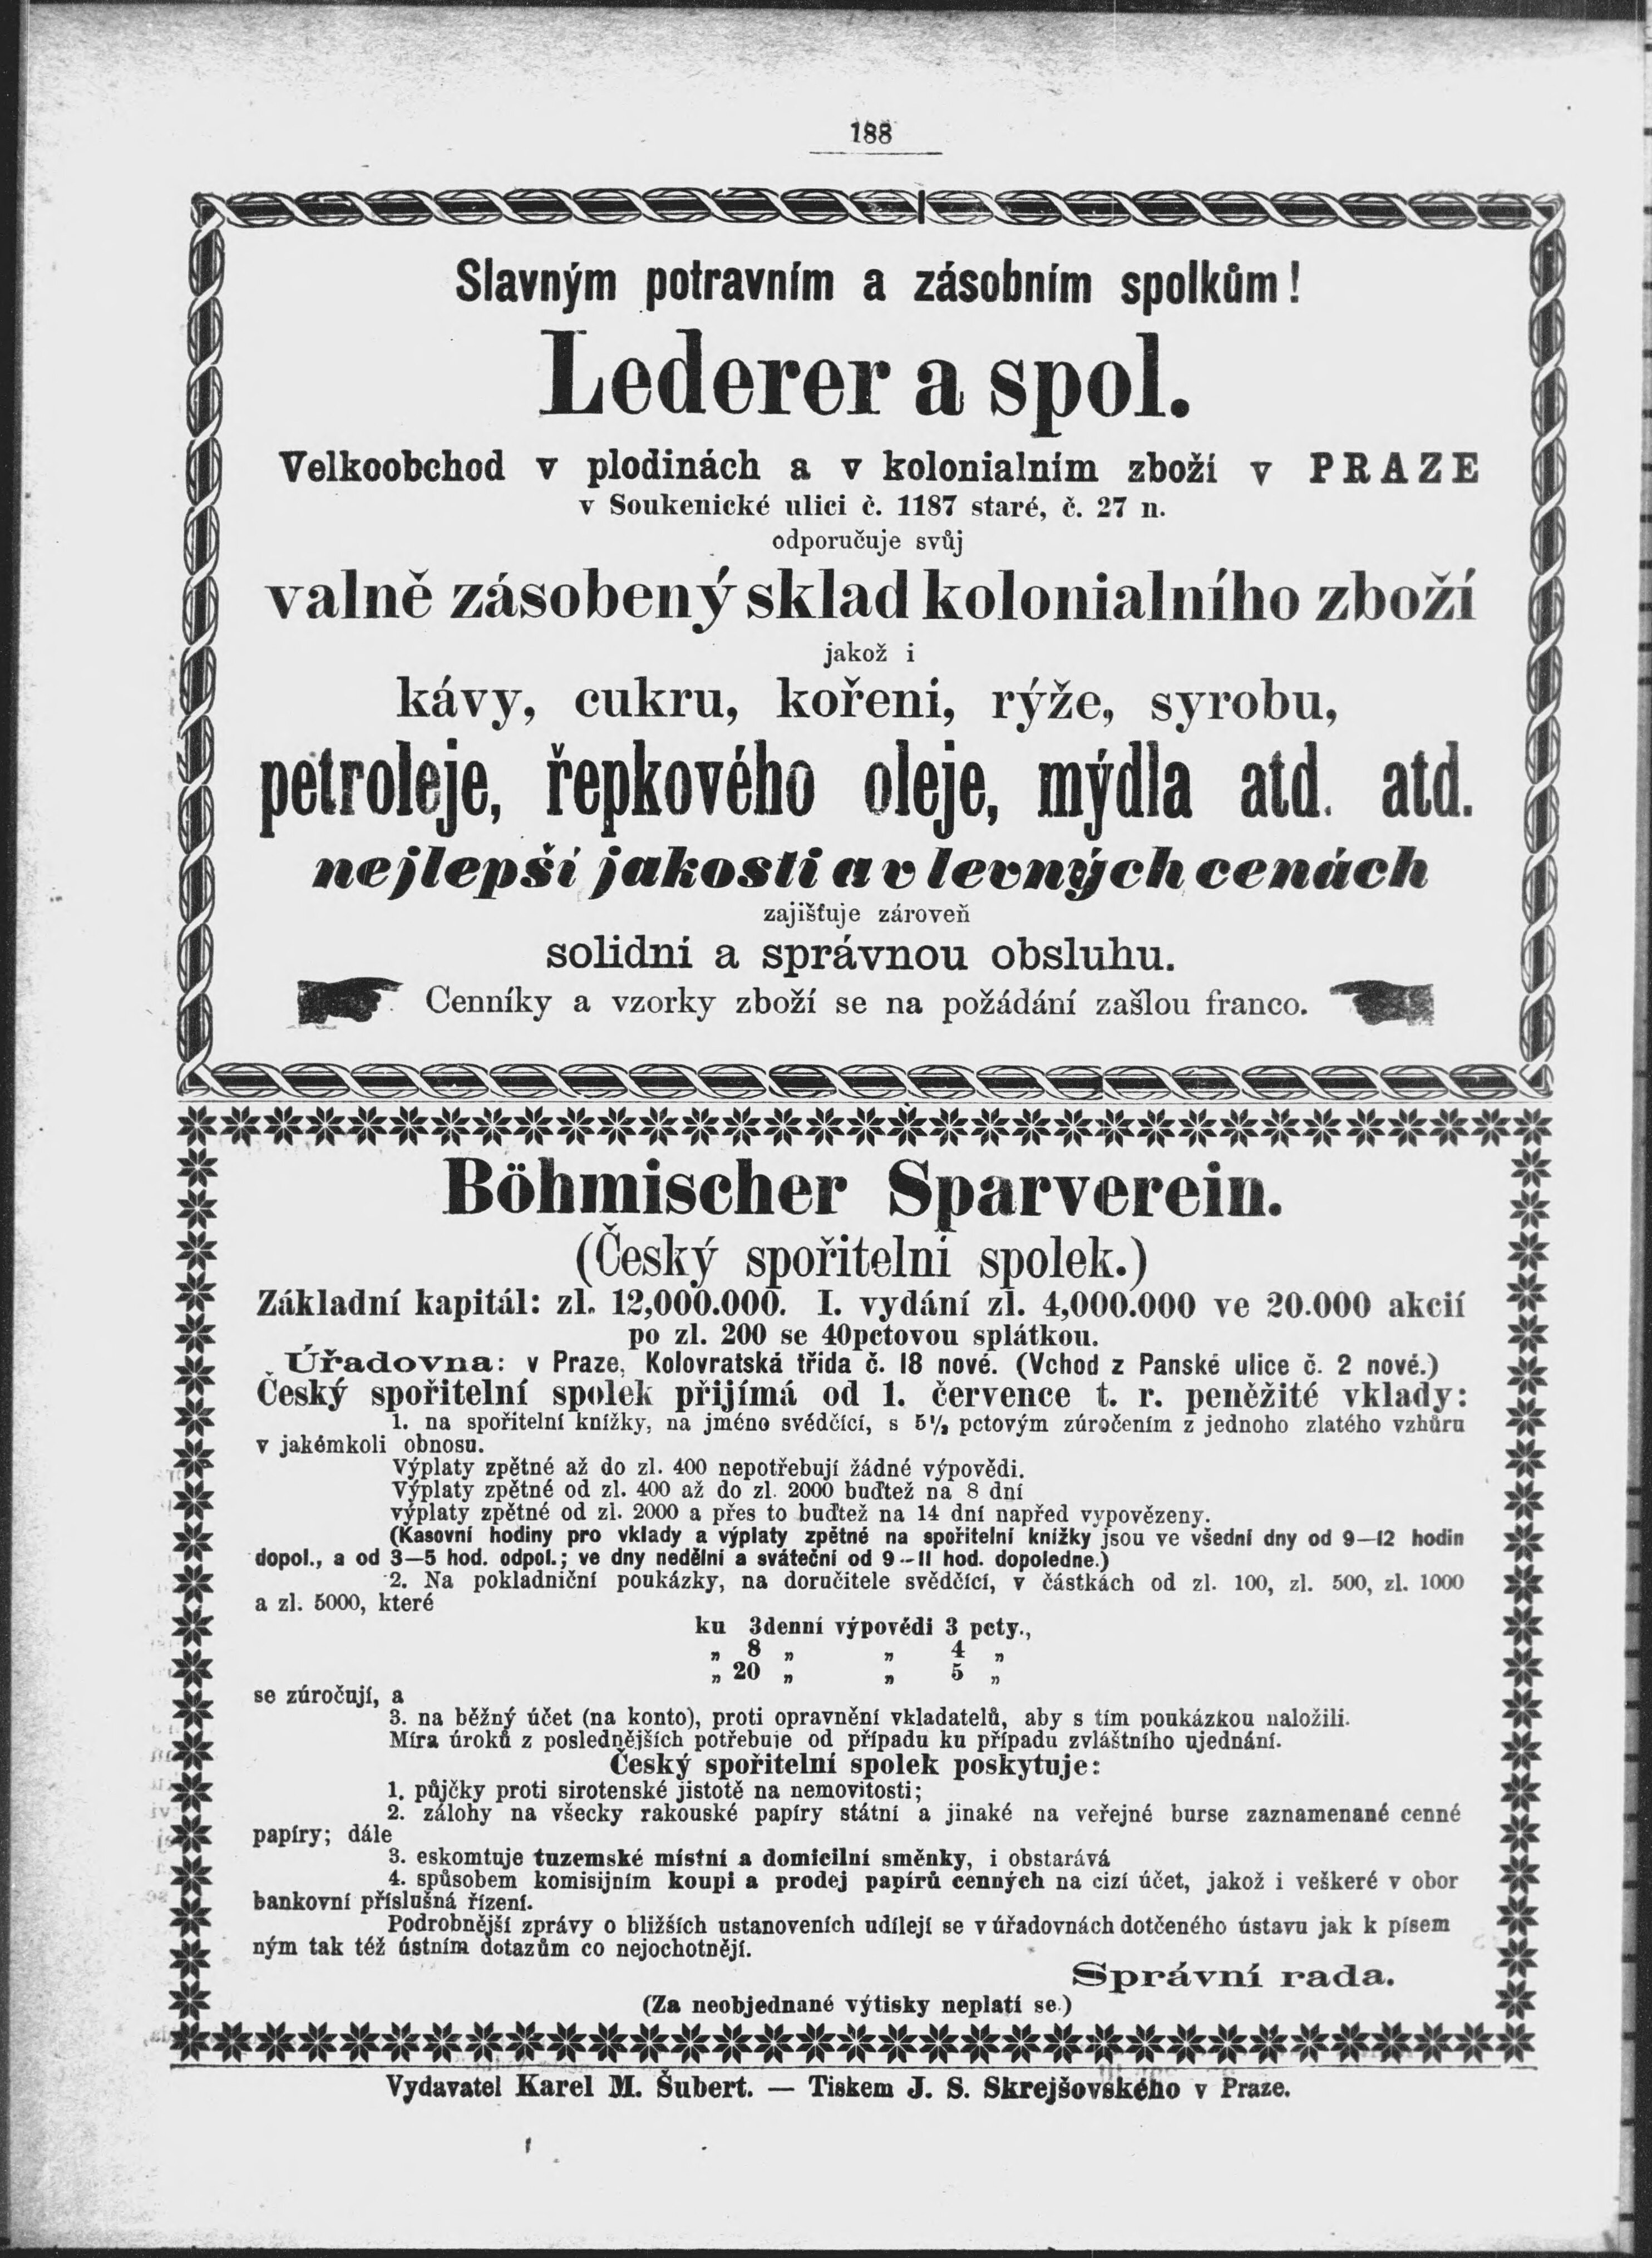 188
Slavným potravním a zásobním spolkům!
Lederer a spol.
Velkoobchod v plodinách a v kolonialním zboží v PRAZE
v Soukenické ulici č. 1187 staré, č. 27 n.
odporučuje svůj
valně zásobený sklad kolonialního zboží
jakož i
kávy, cukru, kořeni, rýže, syrobu,
petroleje, řepkového oleje, mýdla atd. atd.
nejlepší jakosti a v levných cenách
zajišťuje zároveň
solidní a správnou obsluhu.
Cenníky a vzorky zboží se na požádání zašlou franco.
Böhmischer Sparverein.
(Český spořitelní spolek.)
Základní kapitál: zl. 12,000.000. I. vydání zl. 4,000.000 ve 20.000 akcií
po zl. 200 se 40pctovou splátkou.
Úřadovna: v Praze, Kolovratská třída č. 18 nové. (Vchod z Panské ulice č. 2 nové.)
Český spořitelní spolek přijímá od 1. července t. r. peněžité vklady:
1. na spořitelní knížky, na jméno svědčící, s 5½ pctovým zúročením z jednoho zlatého vzhůru
v jakémkoli obnosu.
Výplaty zpětné až do zl. 400 nepotřebují žádné výpovědi.
Výplaty zpětné od zl. 400 až do zl. 2000 buďtež na 8 dní
výplaty zpětné od zl. 2000 a přes to buďtež na 14 dní napřed vypovězeny.
(Kasovní hodiny pro vklady a výplaty zpětné na spořitelní knížky jsou ve všední dny od 9—12 hodin
dopol., a od 3—5 hod. odpol.; ve dny nedělní a sváteční od 9—11 hod. dopoledne.)
2. Na pokladniční poukázky, na doručitele svědčící, v částkách od zl. 100, zl. 500, zl. 1000
a zl. 5000, které
ku 3denní výpovědi 3 pcty.,
„ 8 „ „ 4 „
„ 20 „ „ 5 „
se zúročují, a
3. na běžný účet (na konto), proti opravnění vkladatelů, aby s tím poukázkou naložili.
Míra úroků z poslednějších potřebuje od případu ku případu zvláštního ujednání.
Český spořitelní spolek poskytuje:
1. půjčky proti sirotenské jistotě na nemovitosti;
2. zálohy na všecky rakouské papíry státní a jinaké na veřejné burse zaznamenané cenné
papíry; dále
3. eskomtuje tuzemské místní a domicilní směnky, i obstarává
4. spůsobem komisijním koupi a prodej papírů cenných na cizí účet, jakož i veškeré v obor
bankovní příslušná řízení.
Podrobnější zprávy o bližších ustanoveních udílejí se v úřadovnách dotčeného ústavu jak k písem
ným tak též ústním dotazům co nejochotněji.
Správní rada.
(Za neobjednané výtisky neplatí se.)
Vydavatel Karel M. Šubert. — Tiskem J. S. Skrejšovského v Praze.